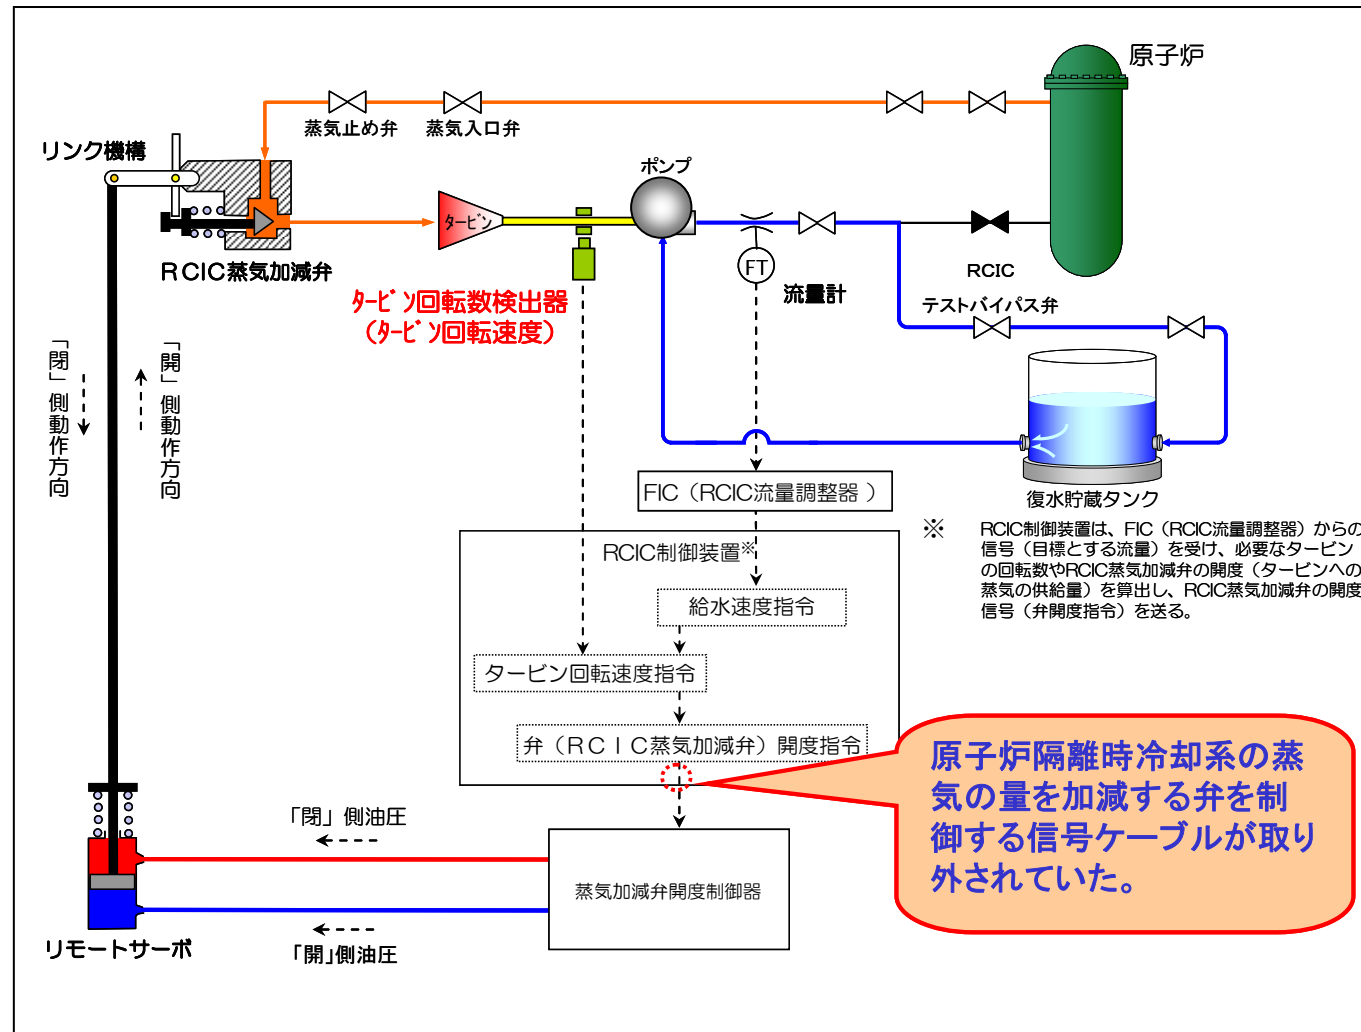 原子炉
蒸気止め弁
蒸気入口弁
リンク機構
ポンプ
タービン
RCIC蒸気加減弁
FT
流量計
RCIC
タービン回転数検出器
（タービン回転速度）
テストバイパス弁
「閉」側動作方向
「開」側動作方向
FIC（RCIC流量調整器）
復水貯蔵タンク
RCIC制御装置※
※ RCIC制御装置は、FIC（RCIC流量調整器）からの
信号（目標とする流量）を受け、必要なタービン
の回転数やRCIC蒸気加減弁の開度（タービンへの
蒸気の供給量）を算出し、RCIC蒸気加減弁の開度
信号（弁開度指令）を送る。
給水速度指令
タービン回転速度指令
弁（ＲＣＩＣ蒸気加減弁）開度指令
原子炉隔離時冷却系の蒸
気の量を加減する弁を制
御する信号ケーブルが取り
外されていた。
「閉」側油圧
蒸気加減弁開度制御器
リモートサーボ
「開」側油圧